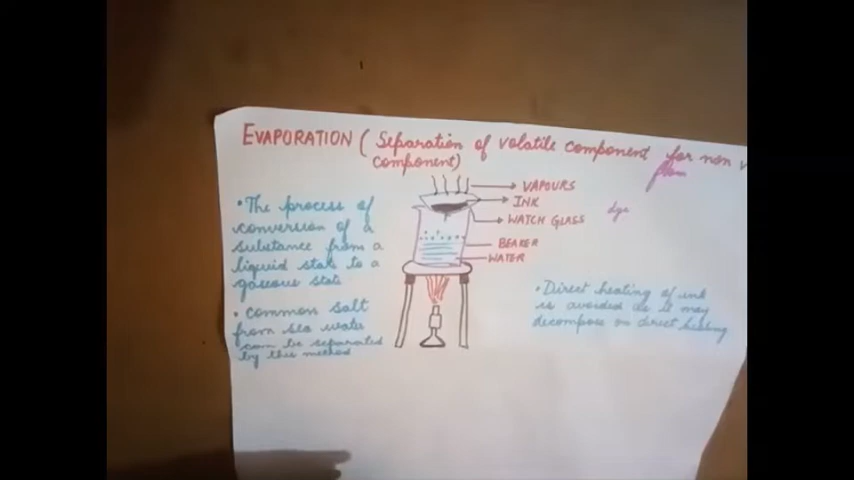 EVAPORATION ( Separation of volatile component for non v
from
component)
VAPOURS
INK
WATCH GLASS
dye
BEAKER
WATER
• The process of
conversion of a
substance from a
liquid state to a
gaseous state
• common salt
from sea water
can be separated
by this method
• Direct heating of ink
is avoided as it may
decompose on direct heating